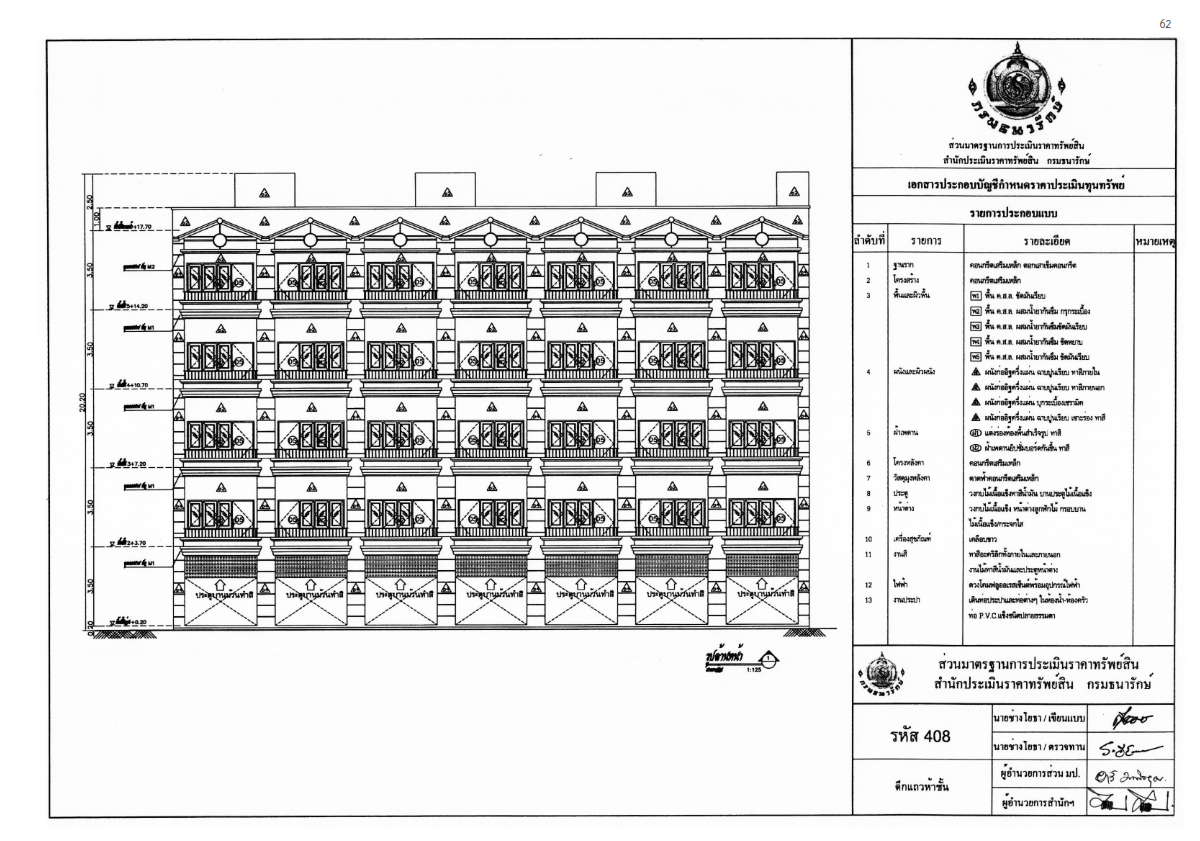 62
กรมธนารักษ์
ส่วนมาตรฐานการประเมินราคาทรัพย์สิน
สำนักประเมินราคาทรัพย์สิน กรมธนารักษ์
เอกสารประกอบบัญชีกำหนดราคาประเมินทุนทรัพย์
รายการประกอบแบบ
ลำดับที่ รายการ รายละเอียด หมายเหตุ
1 ฐานราก คอนกรีตเสริมเหล็ก ตอกเสาเข็มคอนกรีต
2 โครงสร้าง คอนกรีตเสริมเหล็ก
3 พื้นและผิวพื้น พ1 พื้น ค.ส.ล. ขัดมันเรียบ
พ2 พื้น ค.ส.ล. ผสมน้ำยากันซึม กรุกระเบื้อง
พ3 พื้น ค.ส.ล. ผสมน้ำยากันซึมขัดมันเรียบ
พ4 พื้น ค.ส.ล. ผสมน้ำยากันซึม ขัดหยาบ
พ5 พื้น ค.ส.ล. ผสมน้ำยากันซึม ขัดมันเรียบ
4 ผนังและผิวผนัง ผนังก่ออิฐครึ่งแผ่น ฉาบปูนเรียบ ทาสีภายใน
ผนังก่ออิฐครึ่งแผ่น ฉาบปูนเรียบ ทาสีภายนอก
ผนังก่ออิฐครึ่งแผ่น บุกระเบื้องเซรามิค
ผนังก่ออิฐครึ่งแผ่น ฉาบปูนเรียบ เซาะร่อง ทาสี
5 ฝ้าเพดาน ฝ1 แต่งร่องท้องพื้นสำเร็จรูป ทาสี
ฝ2 ฝ้าเพดานยิปซั่มบอร์ดกันชื้น ทาสี
6 โครงหลังคา คอนกรีตเสริมเหล็ก
7 วัสดุมุงหลังคา ดาดฟ้าคอนกรีตเสริมเหล็ก
8 ประตู วงกบไม้เนื้อแข็งทาสีน้ำมัน บานประตูไม้เนื้อแข็ง
9 หน้าต่าง วงกบไม้เนื้อแข็ง หน้าต่างลูกฟักไม้ กรอบบาน
ไม้เนื้อแข็ง/กระจกใส
10 เครื่องสุขภัณฑ์ เคลือบขาว
11 งานสี ทาสีอะครีลิกทั้งภายในและภายนอก
งานไม้ทาสีน้ำมันและประตูหน้าต่าง
12 ไฟฟ้า ดวงโคมฟลูออเรสเซ็นต์พร้อมอุปกรณ์ไฟฟ้า
13 งานประปา เดินท่อประปาและท่อต่างๆ ในห้องน้ำ-ห้องครัว
ท่อ P.V.C แข็งชนิดปลายธรรมดา
2.50
1.00
+17.70
M2
3.50
+14.20
M1
3.50
+10.70
M1
20.20
3.50
+7.20
M1
3.50
+3.70
M1
3.50
+0.20
0.20
ประตูบานม้วนทำสี ประตูบานม้วนทำสี ประตูบานม้วนทำสี ประตูบานม้วนทำสี ประตูบานม้วนทำสี ประตูบานม้วนทำสี ประตูบานม้วนทำสี
รูปด้านหน้า 1
1:125
ส่วนมาตรฐานการประเมินราคาทรัพย์สิน
สำนักประเมินราคาทรัพย์สิน กรมธนารักษ์
รหัส 408
นายช่างโยธา / เขียนแบบ
นายช่างโยธา / ตรวจทาน
ตึกแถวห้าชั้น
ผู้อำนวยการส่วน มป.
ผู้อำนวยการสำนักฯ